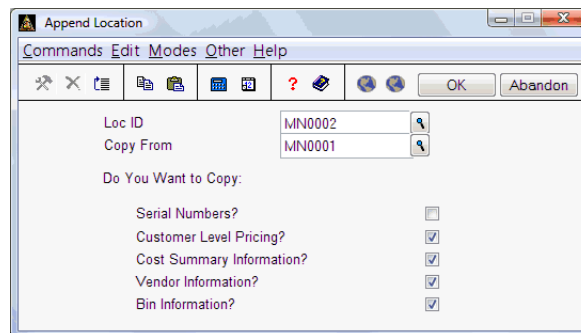 Append Location
Commands Edit Modes Other Help
OK Abandon
Loc ID MN0002
Copy From MN0001
Do You Want to Copy:
Serial Numbers?
Customer Level Pricing?
Cost Summary Information?
Vendor Information?
Bin Information?